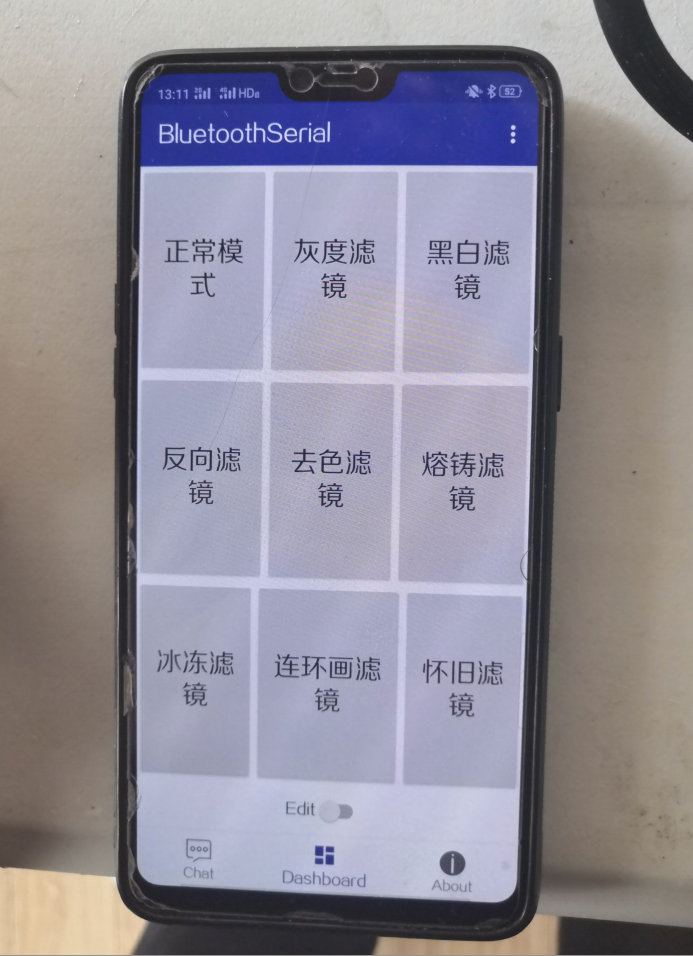 13:11 HD 52
BluetoothSerial
正常模
式
灰度滤
镜
黑白滤
镜
反向滤
镜
去色滤
镜
熔铸滤
镜
冰冻滤
镜
连环画滤
镜
怀旧滤
镜
Edit
Chat
Dashboard
About